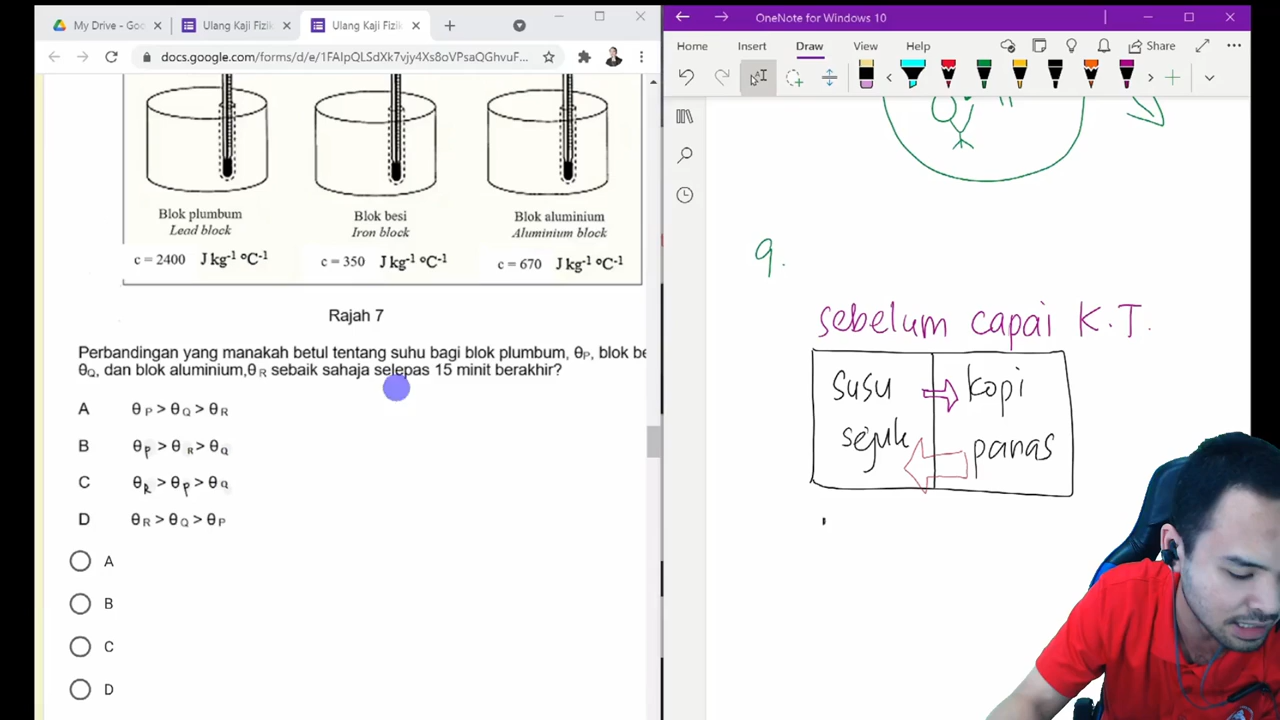 My Drive - Goo
Ulang Kaji Fizik
Ulang Kaji Fizik
docs.google.com/forms/d/e/1FAIpQLSdXk7vjy4Xs8oVPsaQGhvuF...
Blok plumbum
Lead block
c = 2400 J kg⁻¹ °C⁻¹
Blok besi
Iron block
c = 350 J kg⁻¹ °C⁻¹
Blok aluminium
Aluminium block
c = 670 J kg⁻¹ °C⁻¹
Rajah 7
Perbandingan yang manakah betul tentang suhu bagi blok plumbum, θP, blok be
θQ, dan blok aluminium,θR sebaik sahaja selepas 15 minit berakhir?
A θP > θQ > θR
B θP > θR > θQ
C θR > θP > θQ
D θR > θQ > θP
A
B
C
D
OneNote for Windows 10
Home Insert Draw View Help Share
9.
sebelum capai K.T.
susu kopi
sejuk panas